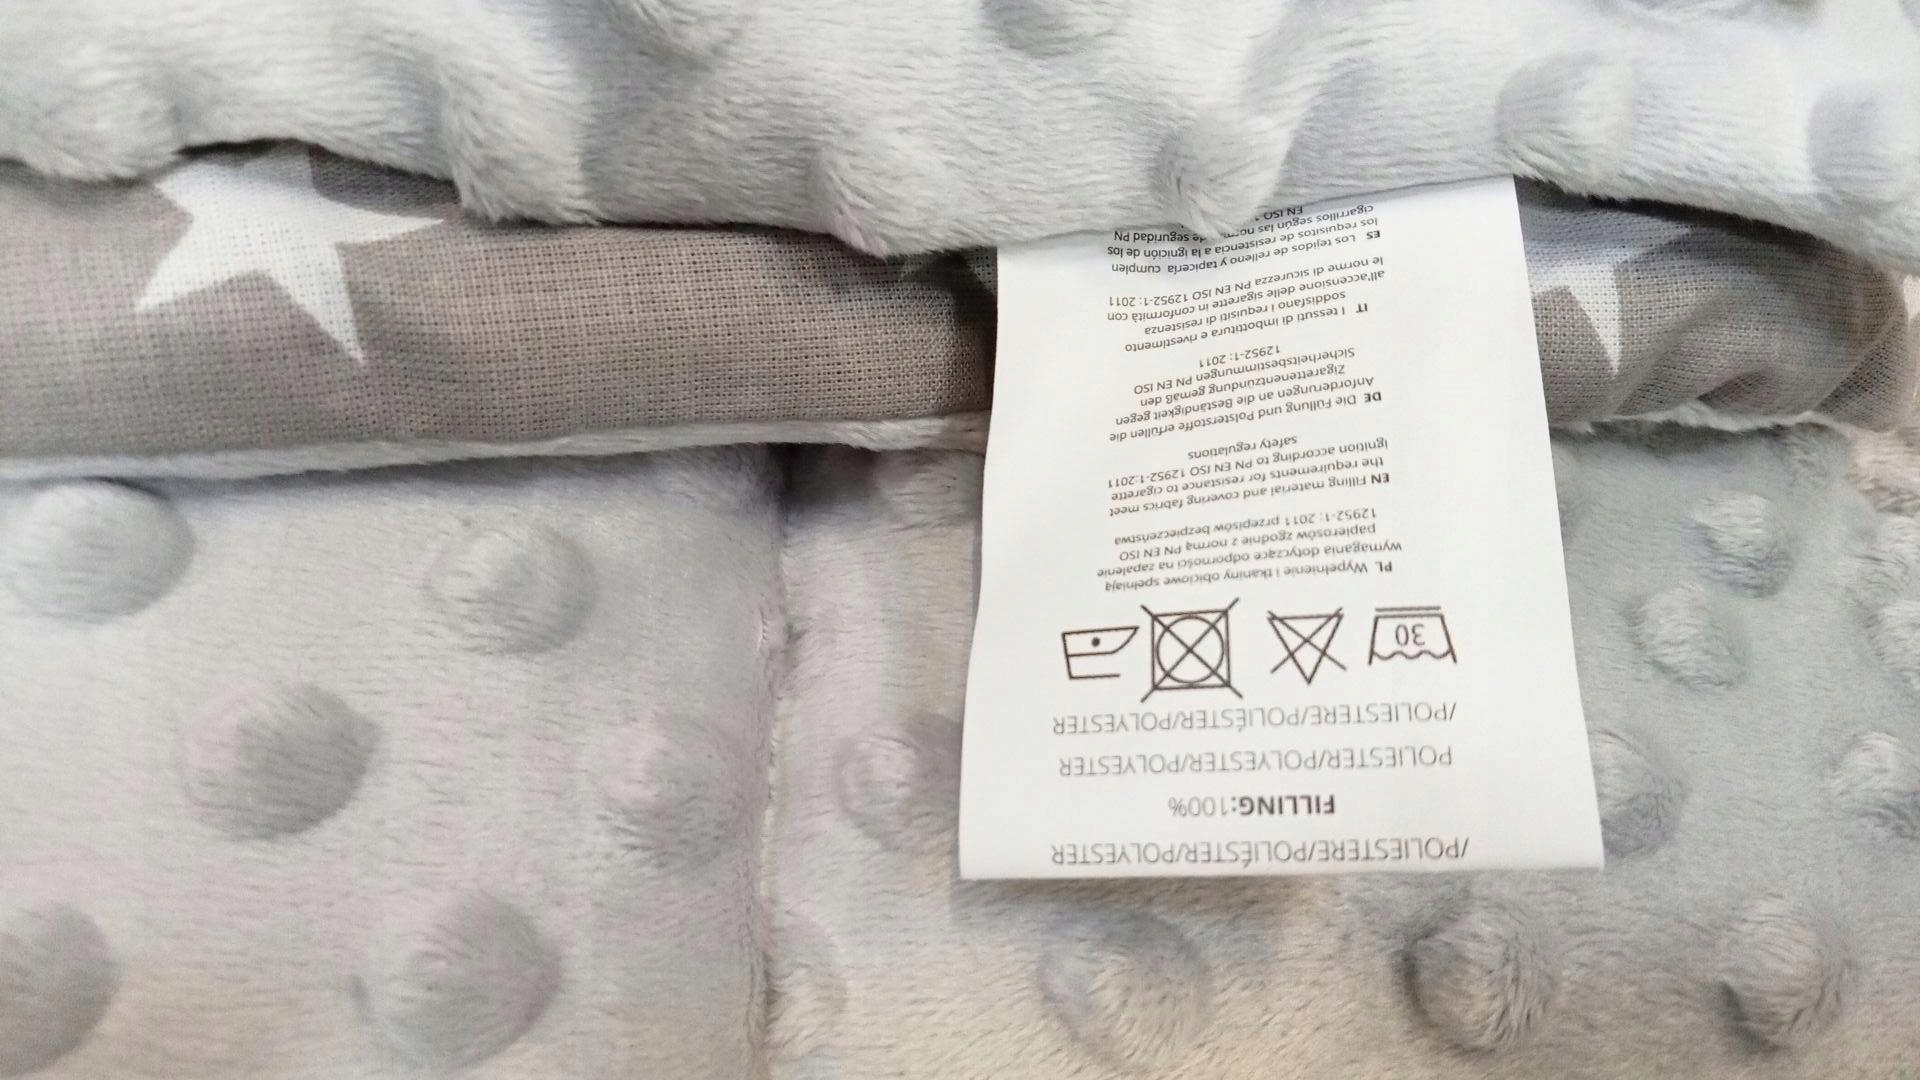 /POLIESTERE/POLIÉSTER/POLYESTER
FILLING:100%
POLIESTER/POLYESTER/POLYESTER
/POLIESTERE/POLIÉSTER/POLYESTER
30
PL Wypełnienie i tkaniny obiciowe spełniają
wymagania dotyczące odporności na zapalenie
papierosów zgodnie z normą PN EN ISO
12952-1: 2011 przepisów bezpieczeństwa
EN Filling material and covering fabrics meet
the requirements for resistance to cigarette
ignition according to PN EN ISO 12952-1:2011
safety regulations
DE Die Füllung und Polsterstoffe erfüllen die
Anforderungen an die Beständigkeit gegen
Zigarettenentzündung gemäß den
Sicherheitsbestimmungen PN EN ISO
12952-1: 2011
IT I tessuti di imbottitura e rivestimento
soddisfano i requisiti di resistenza
all'accensione delle sigarette in conformità con
le norme di sicurezza PN EN ISO 12952-1: 2011
ES Los tejidos de relleno y tapicería cumplen
los requisitos de resistencia a la ignición de los
cigarrillos según las de seguridad PN
EN ISO